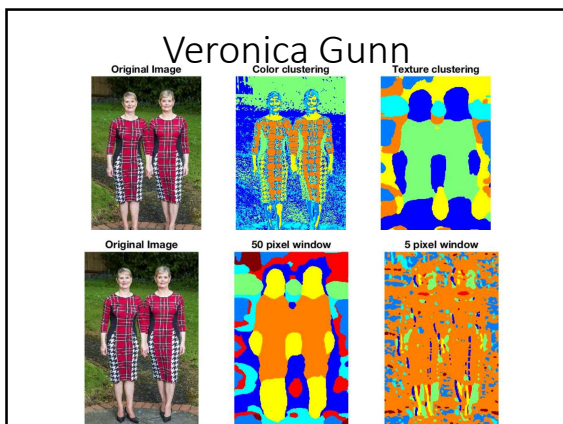 Veronica Gunn
Original Image
Color clustering
Texture clustering
Original Image
50 pixel window
5 pixel window